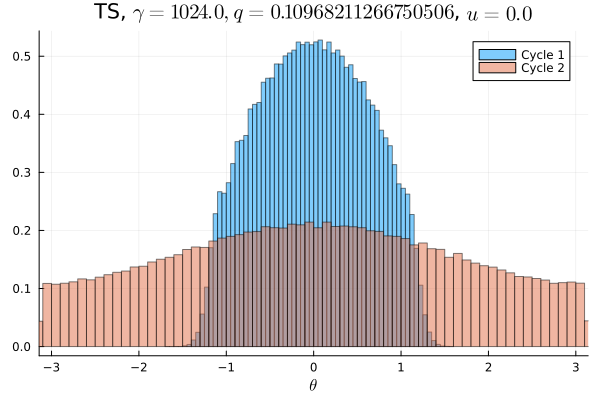 TS, γ = 1024.0, q = 0.10968211266750506, u = 0.0
0.5
0.4
0.3
0.2
0.1
0.0
Cycle 1
Cycle 2
−3 −2 −1 0 1 2 3
θ